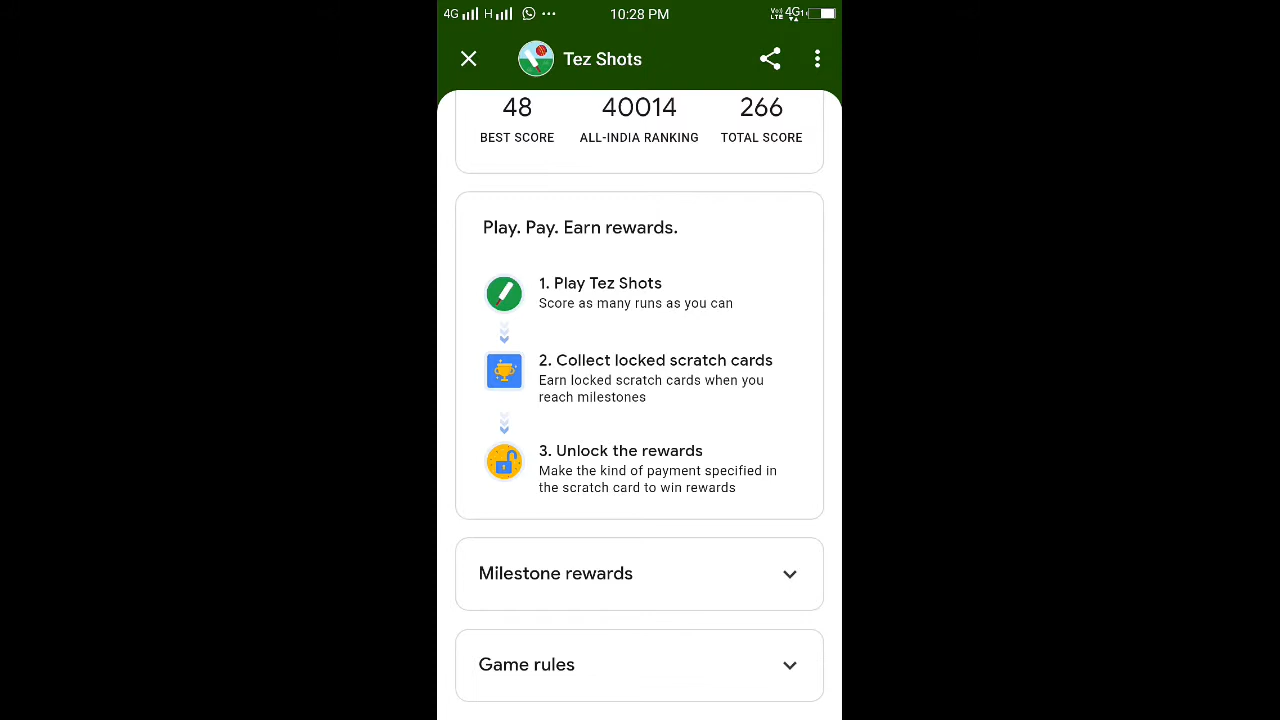 4G H 10:28 PM VoLTE 4G
Tez Shots
48 40014 266
BEST SCORE ALL-INDIA RANKING TOTAL SCORE
Play. Pay. Earn rewards.
1. Play Tez Shots
Score as many runs as you can
2. Collect locked scratch cards
Earn locked scratch cards when you
reach milestones
3. Unlock the rewards
Make the kind of payment specified in
the scratch card to win rewards
Milestone rewards
Game rules